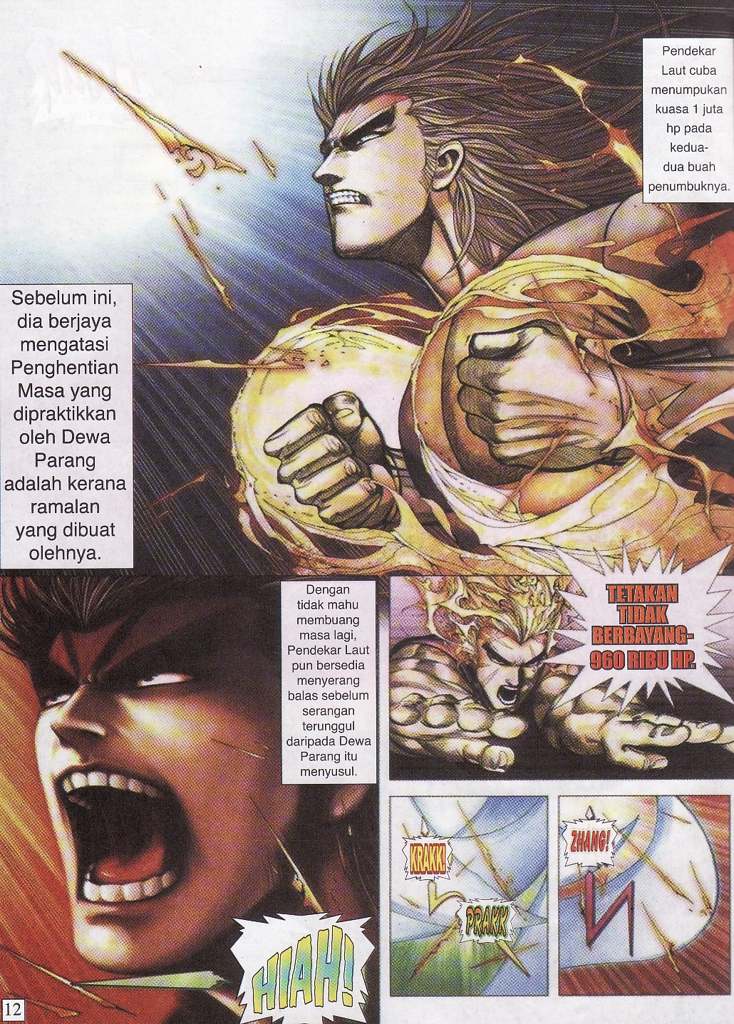 Pendekar
Laut cuba
menumpukan
kuasa 1 juta
hp pada
kedua-
dua buah
penumbuknya.
Sebelum ini,
dia berjaya
mengatasi
Penghentian
Masa yang
dipraktikkan
oleh Dewa
Parang
adalah kerana
ramalan
yang dibuat
olehnya.
Dengan
tidak mahu
membuang
masa lagi,
Pendekar Laut
pun bersedia
menyerang
balas sebelum
serangan
terunggul
daripada Dewa
Parang itu
menyusul.
TETAKAN
TIDAK
BERBAYANG-
960 RIBU HP.
HIAH!
KRAKK!
PRAKK
ZHANG!
12